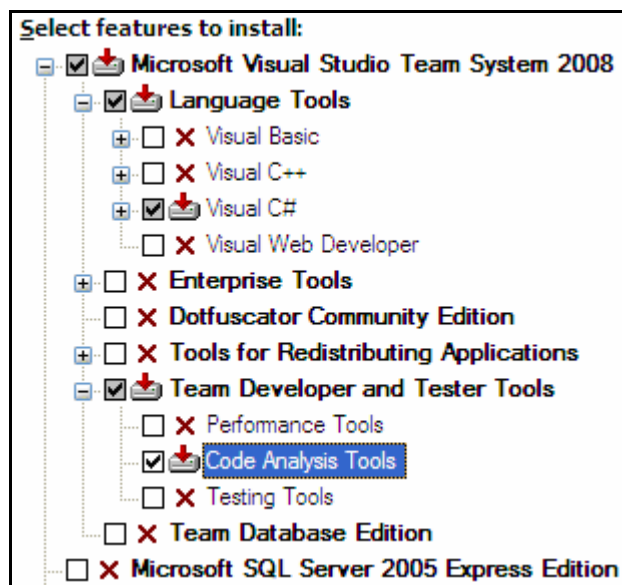 Select features to install:
Microsoft Visual Studio Team System 2008
Language Tools
Visual Basic
Visual C++
Visual C#
Visual Web Developer
Enterprise Tools
Dotfuscator Community Edition
Tools for Redistributing Applications
Team Developer and Tester Tools
Performance Tools
Code Analysis Tools
Testing Tools
Team Database Edition
Microsoft SQL Server 2005 Express Edition